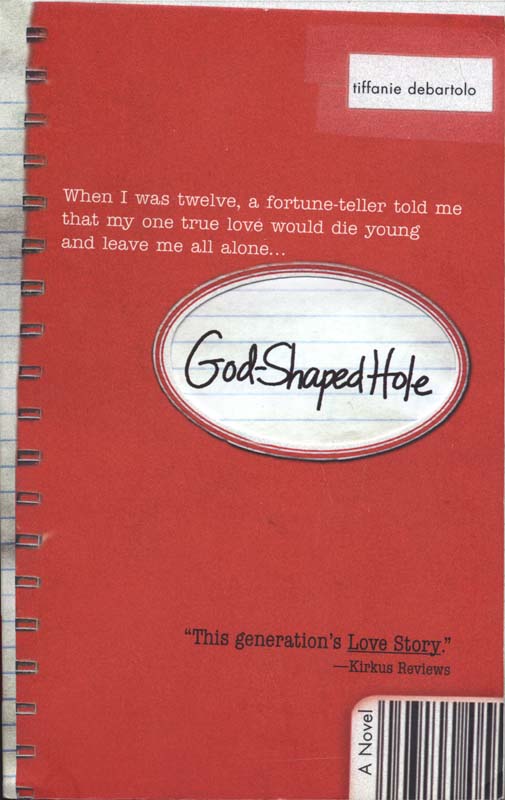 tiffanie debartolo
When I was twelve, a fortune-teller told me
that my one true love would die young
and leave me all alone...
God-Shaped Hole
“This generation's Love Story.”
—Kirkus Reviews
A Novel